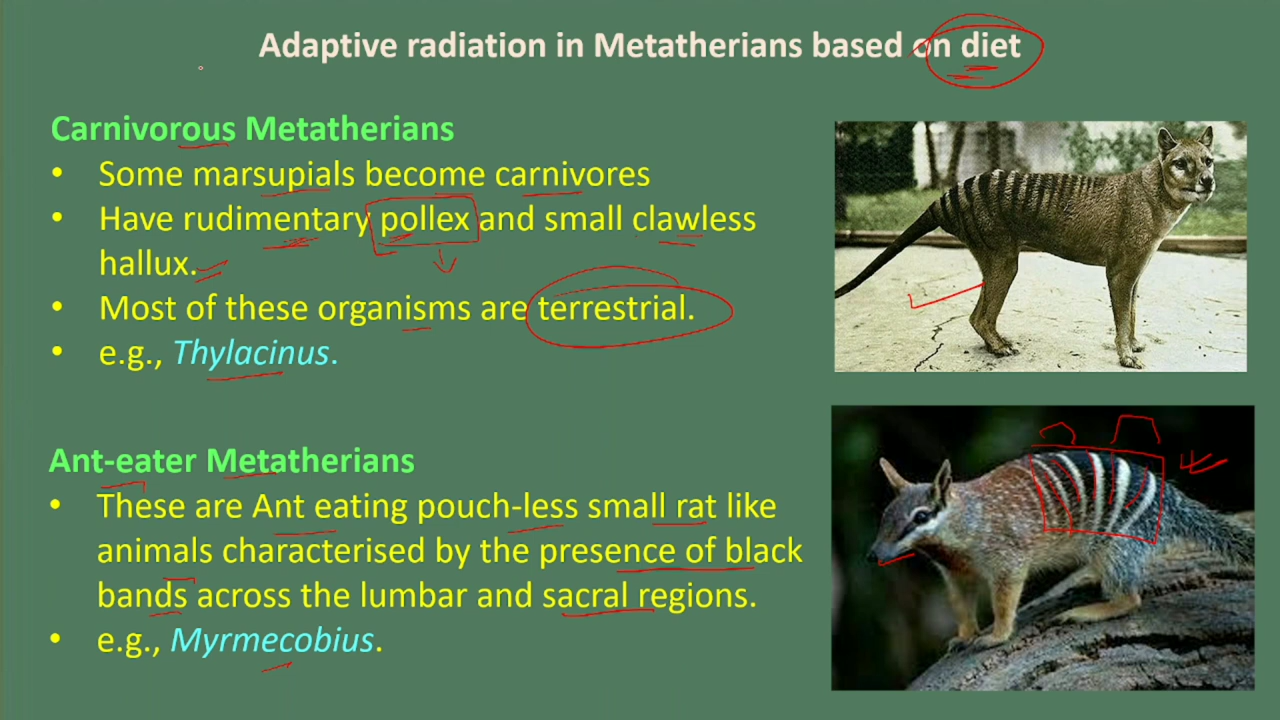 Adaptive radiation in Metatherians based on diet
Carnivorous Metatherians
• Some marsupials become carnivores
• Have rudimentary pollex and small clawless
hallux.
• Most of these organisms are terrestrial.
• e.g., Thylacinus.
Ant-eater Metatherians
• These are Ant eating pouch-less small rat like
animals characterised by the presence of black
bands across the lumbar and sacral regions.
• e.g., Myrmecobius.